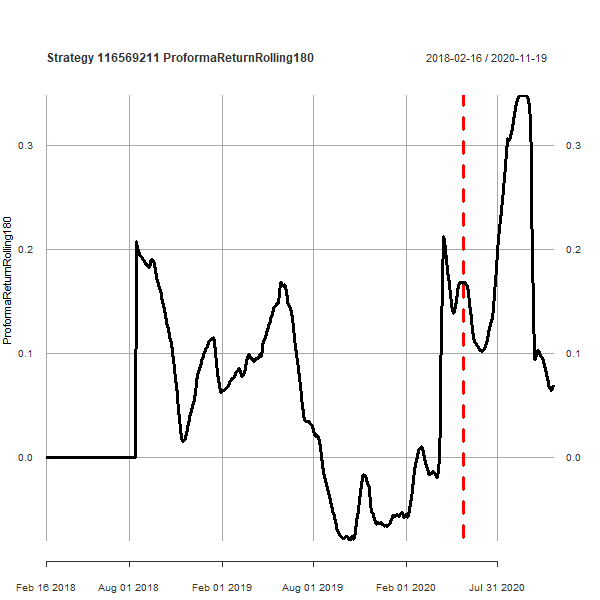 Strategy 116569211 ProformaReturnRolling180
2018-02-16 / 2020-11-19
ProformaReturnRolling180
0.3
0.3
0.2
0.2
0.1
0.1
0.0
0.0
Feb 16 2018
Aug 01 2018
Feb 01 2019
Aug 01 2019
Feb 01 2020
Jul 31 2020